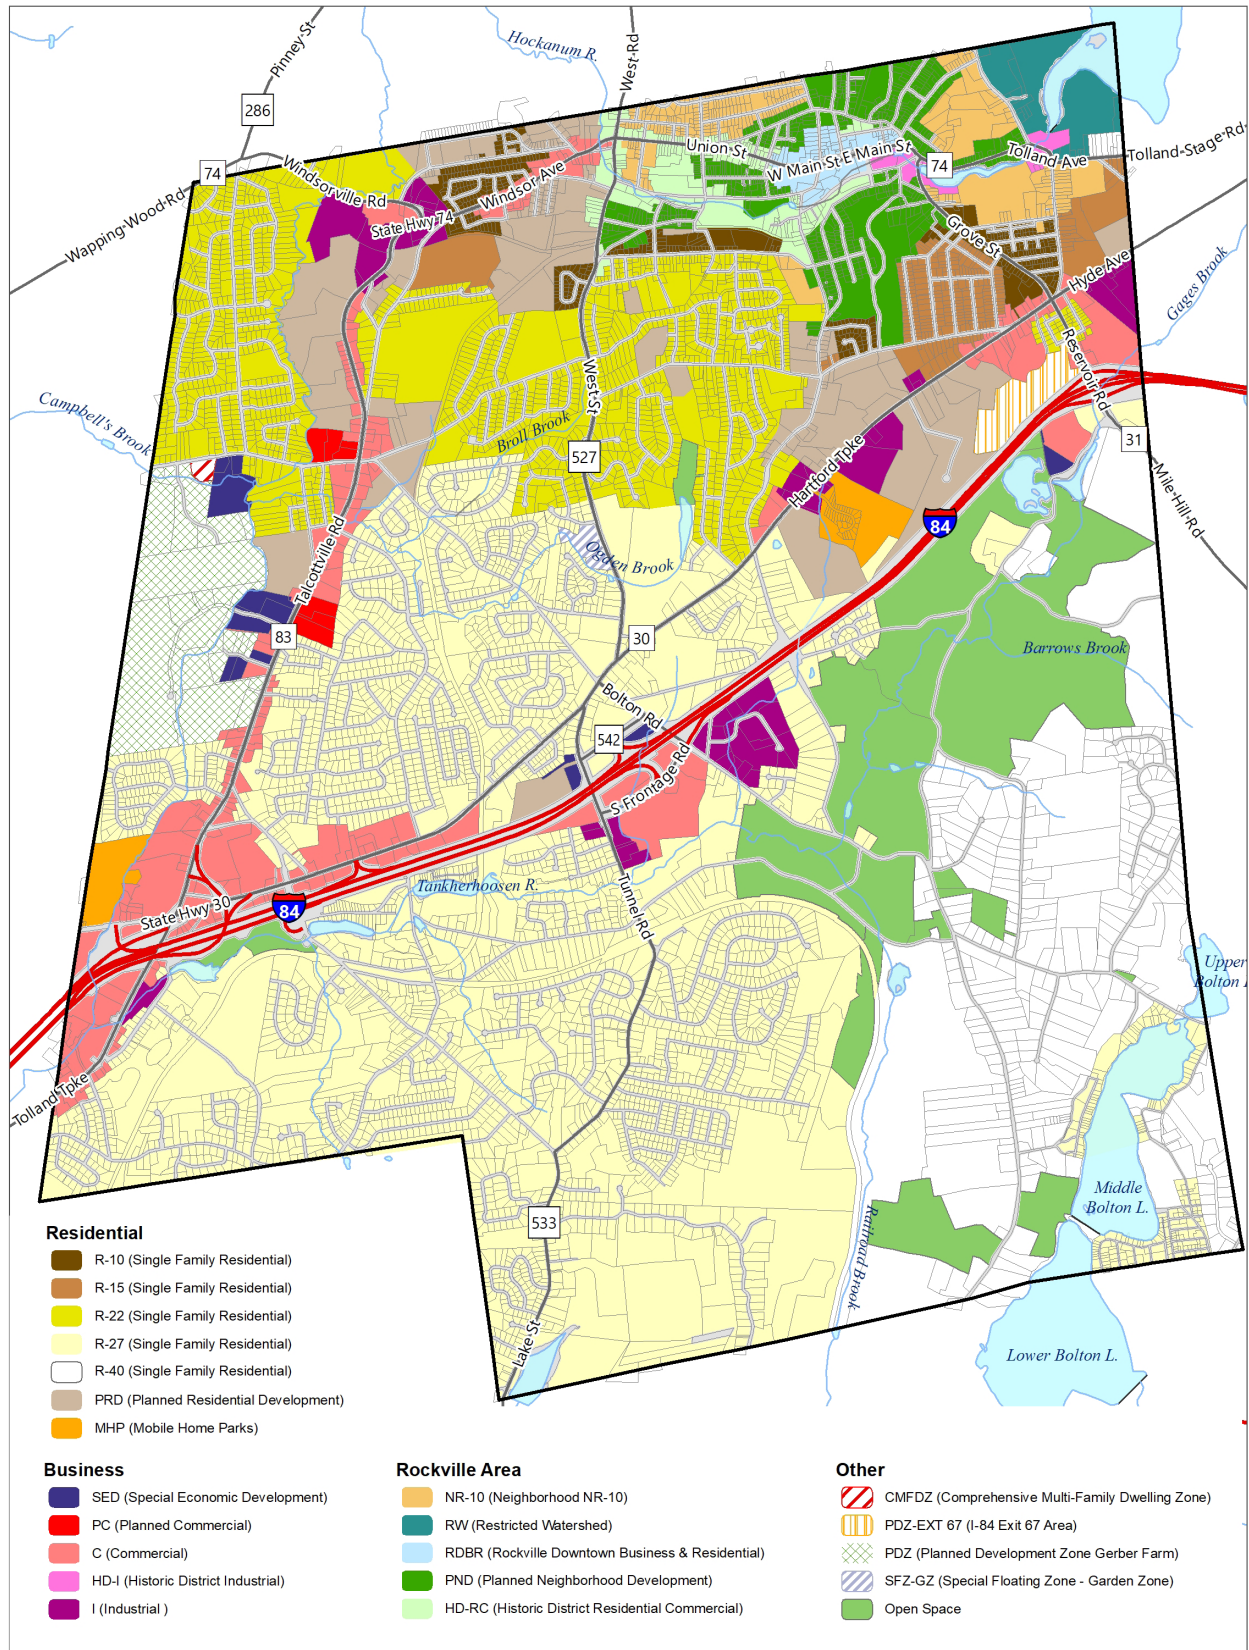 Pinney-St
Hockanum R.
West-Rd
286
74
Windsorville Rd
Union St
W Main St E Main St
74
Tolland Ave
Tolland-Stage-Rd
Wapping-Wood-Rd
State Hwy 74
Windsor Ave
Grove St
Hyde Ave
Gages Brook
Campbell's Brook
West-St
Reservoir-Rd
Broll Brook
527
Hartford Tpke
31
Mile-Hill-Rd
84
Talcottville Rd
Ogden Brook
83
30
Barrows Brook
Bolton Rd
542
S Frontage-Rd
Tankherhoosen R.
Tunnel Rd
State Hwy 30
84
Upper
Bolton L
Tolland Tpke
Middle
Bolton L.
533
Railroad Brook
Lake St
Lower Bolton L.
Residential
R-10 (Single Family Residential)
R-15 (Single Family Residential)
R-22 (Single Family Residential)
R-27 (Single Family Residential)
R-40 (Single Family Residential)
PRD (Planned Residential Development)
MHP (Mobile Home Parks)
Business
SED (Special Economic Development)
PC (Planned Commercial)
C (Commercial)
HD-I (Historic District Industrial)
I (Industrial )
Rockville Area
NR-10 (Neighborhood NR-10)
RW (Restricted Watershed)
RDBR (Rockville Downtown Business & Residential)
PND (Planned Neighborhood Development)
HD-RC (Historic District Residential Commercial)
Other
CMFDZ (Comprehensive Multi-Family Dwelling Zone)
PDZ-EXT 67 (I-84 Exit 67 Area)
PDZ (Planned Development Zone Gerber Farm)
SFZ-GZ (Special Floating Zone - Garden Zone)
Open Space